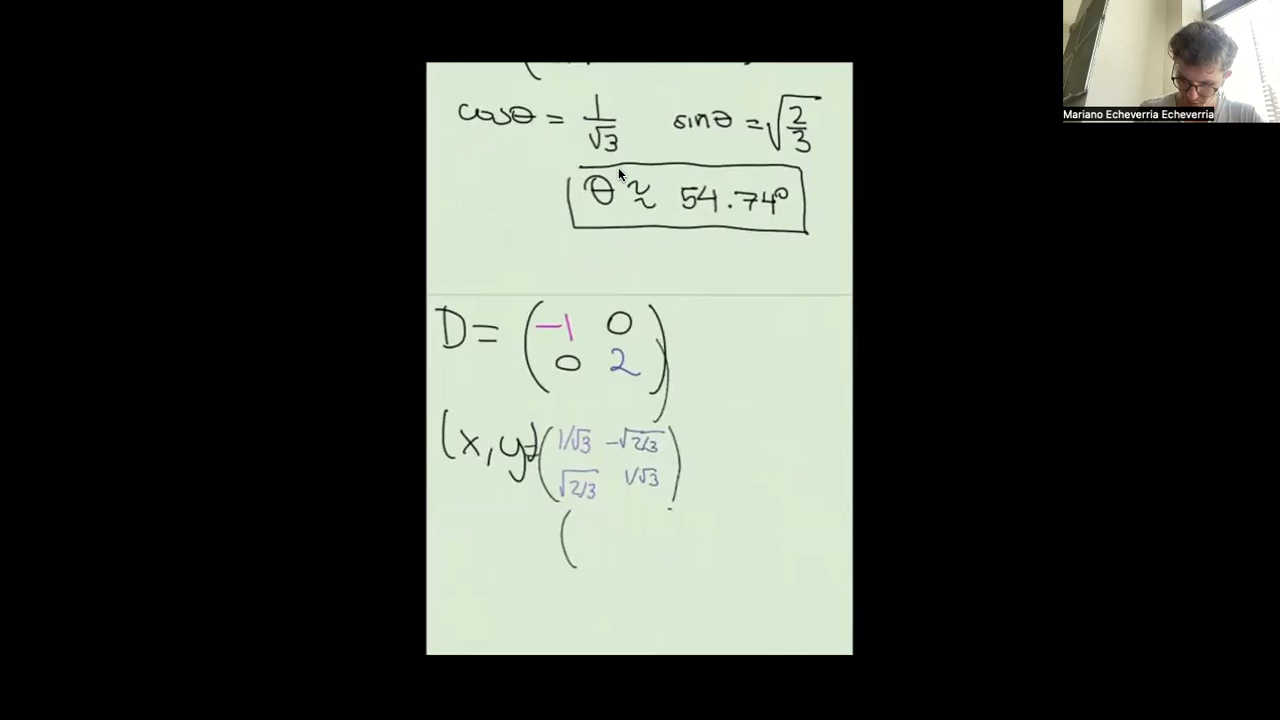 cosθ = 1/√3 sinθ = √2/3
θ ≈ 54.74°
D = (-1 0
0 2)
(x,y)(1/√3 -√2/3
√2/3 1/√3)
(
Mariano Echeverria Echeverria